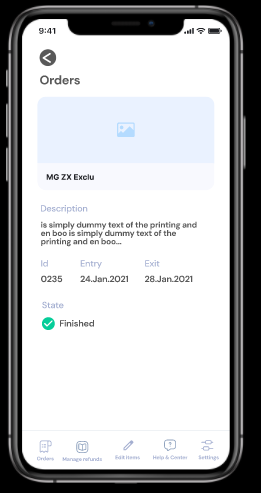 9:41
Orders
MG ZX Exclu
Description
is simply dummy text of the printing and
en boo is simply dummy text of the
printing and en boo...
Id Entry Exit
0235 24.Jan.2021 28.Jan.2021
State
Finished
Orders Manage refunds Edit Items Help & Center Settings